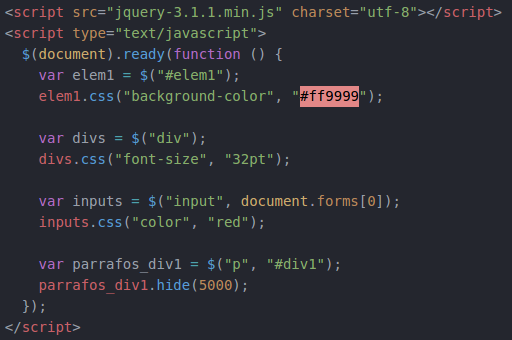 <script src="jquery-3.1.1.min.js" charset="utf-8"></script>
<script type="text/javascript">
  $(document).ready(function () {
    var elem1 = $("#elem1");
    elem1.css("background-color", "#ff9999");

    var divs = $("div");
    divs.css("font-size", "32pt");

    var inputs = $("input", document.forms[0]);
    inputs.css("color", "red");

    var parrafos_div1 = $("p", "#div1");
    parrafos_div1.hide(5000);
  });
</script>